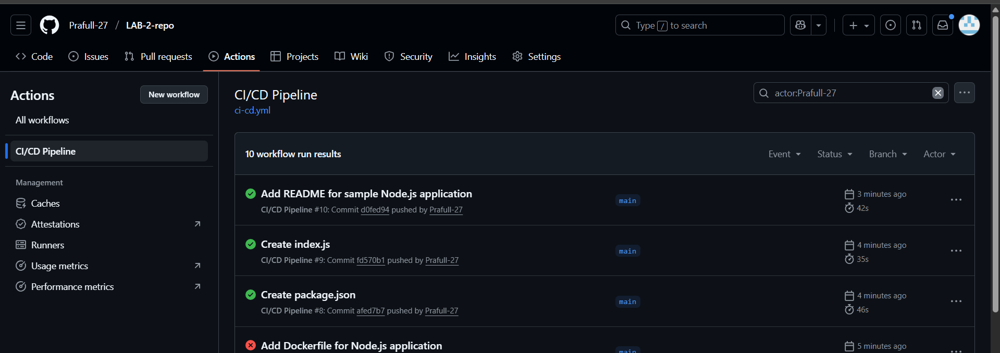 Prafull-27 / LAB-2-repo
Type / to search
Code
Issues
Pull requests
Actions
Projects
Wiki
Security
Insights
Settings
Actions
New workflow
All workflows
CI/CD Pipeline
Management
Caches
Attestations
Runners
Usage metrics
Performance metrics
CI/CD Pipeline
ci-cd.yml
actor:Prafull-27
10 workflow run results
Event
Status
Branch
Actor
Add README for sample Node.js application
CI/CD Pipeline #10: Commit d0fed94 pushed by Prafull-27
main
3 minutes ago
42s
Create index.js
CI/CD Pipeline #9: Commit fd570b1 pushed by Prafull-27
main
4 minutes ago
35s
Create package.json
CI/CD Pipeline #8: Commit afed7b7 pushed by Prafull-27
main
4 minutes ago
46s
Add Dockerfile for Node.js application
main
5 minutes ago